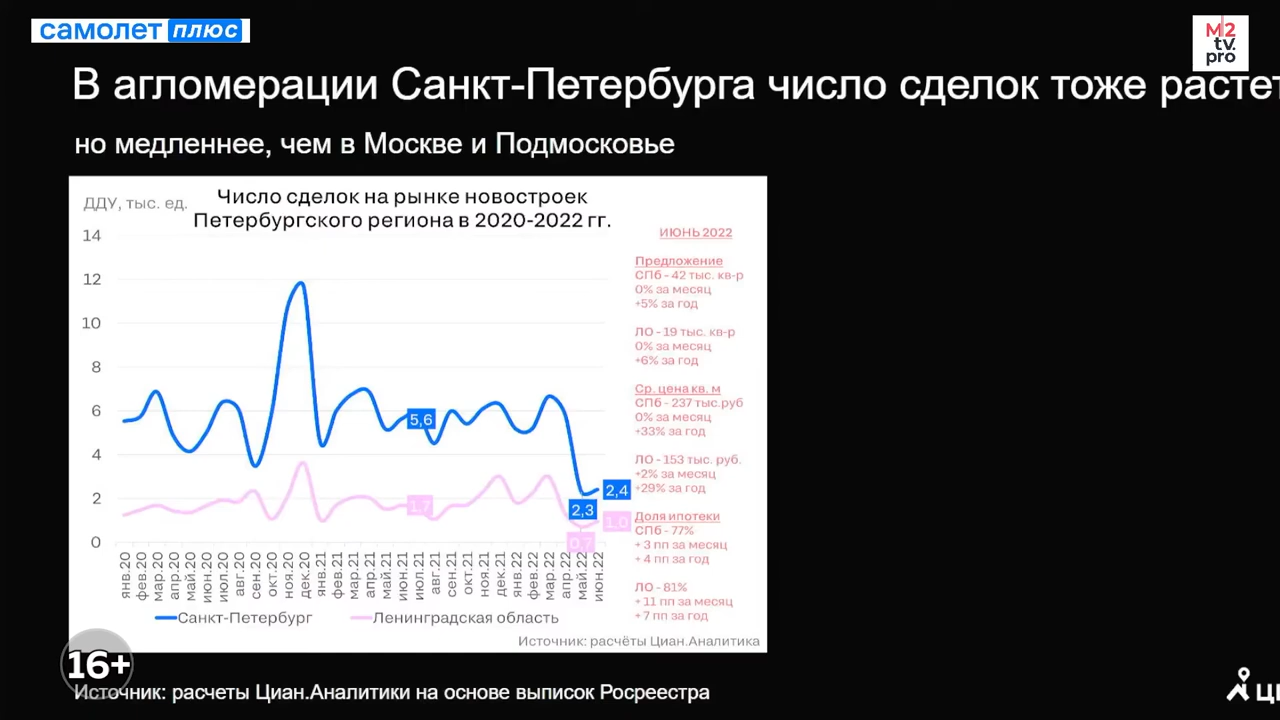 самолет плюс
М2
tv.
pro
В агломерации Санкт-Петербурга число сделок тоже растет
но медленнее, чем в Москве и Подмосковье
ДДУ, тыс. ед.
Число сделок на рынке новостроек
Петербургского региона в 2020-2022 гг.
14
12
10
8
6
4
2
0
5,6
1,7
2,4
2,3
1,0
0,7
янв.20 фев.20 мар.20 апр.20 май.20 июн.20 июл.20 авг.20 сен.20 окт.20 ноя.20 дек.20 янв.21 фев.21 мар.21 апр.21 май.21 июн.21 июл.21 авг.21 сен.21 окт.21 ноя.21 дек.21 янв.22 фев.22 мар.22 апр.22 май.22 июн.22
Санкт-Петербург Ленинградская область
ИЮНЬ 2022
Предложение
СПб - 42 тыс. кв-р
0% за месяц
+5% за год
ЛО - 19 тыс. кв-р
0% за месяц
+6% за год
Ср. цена кв. м
СПб - 237 тыс.руб
0% за месяц
+33% за год
ЛО - 153 тыс. руб.
+2% за месяц
+29% за год
Доля ипотеки
СПб - 77%
+ 3 пп за месяц
+ 4 пп за год
ЛО - 81%
+ 11 пп за месяц
+ 7 пп за год
Источник: расчёты Циан.Аналитика
16+
Источник: расчеты Циан.Аналитики на основе выписок Росреестра